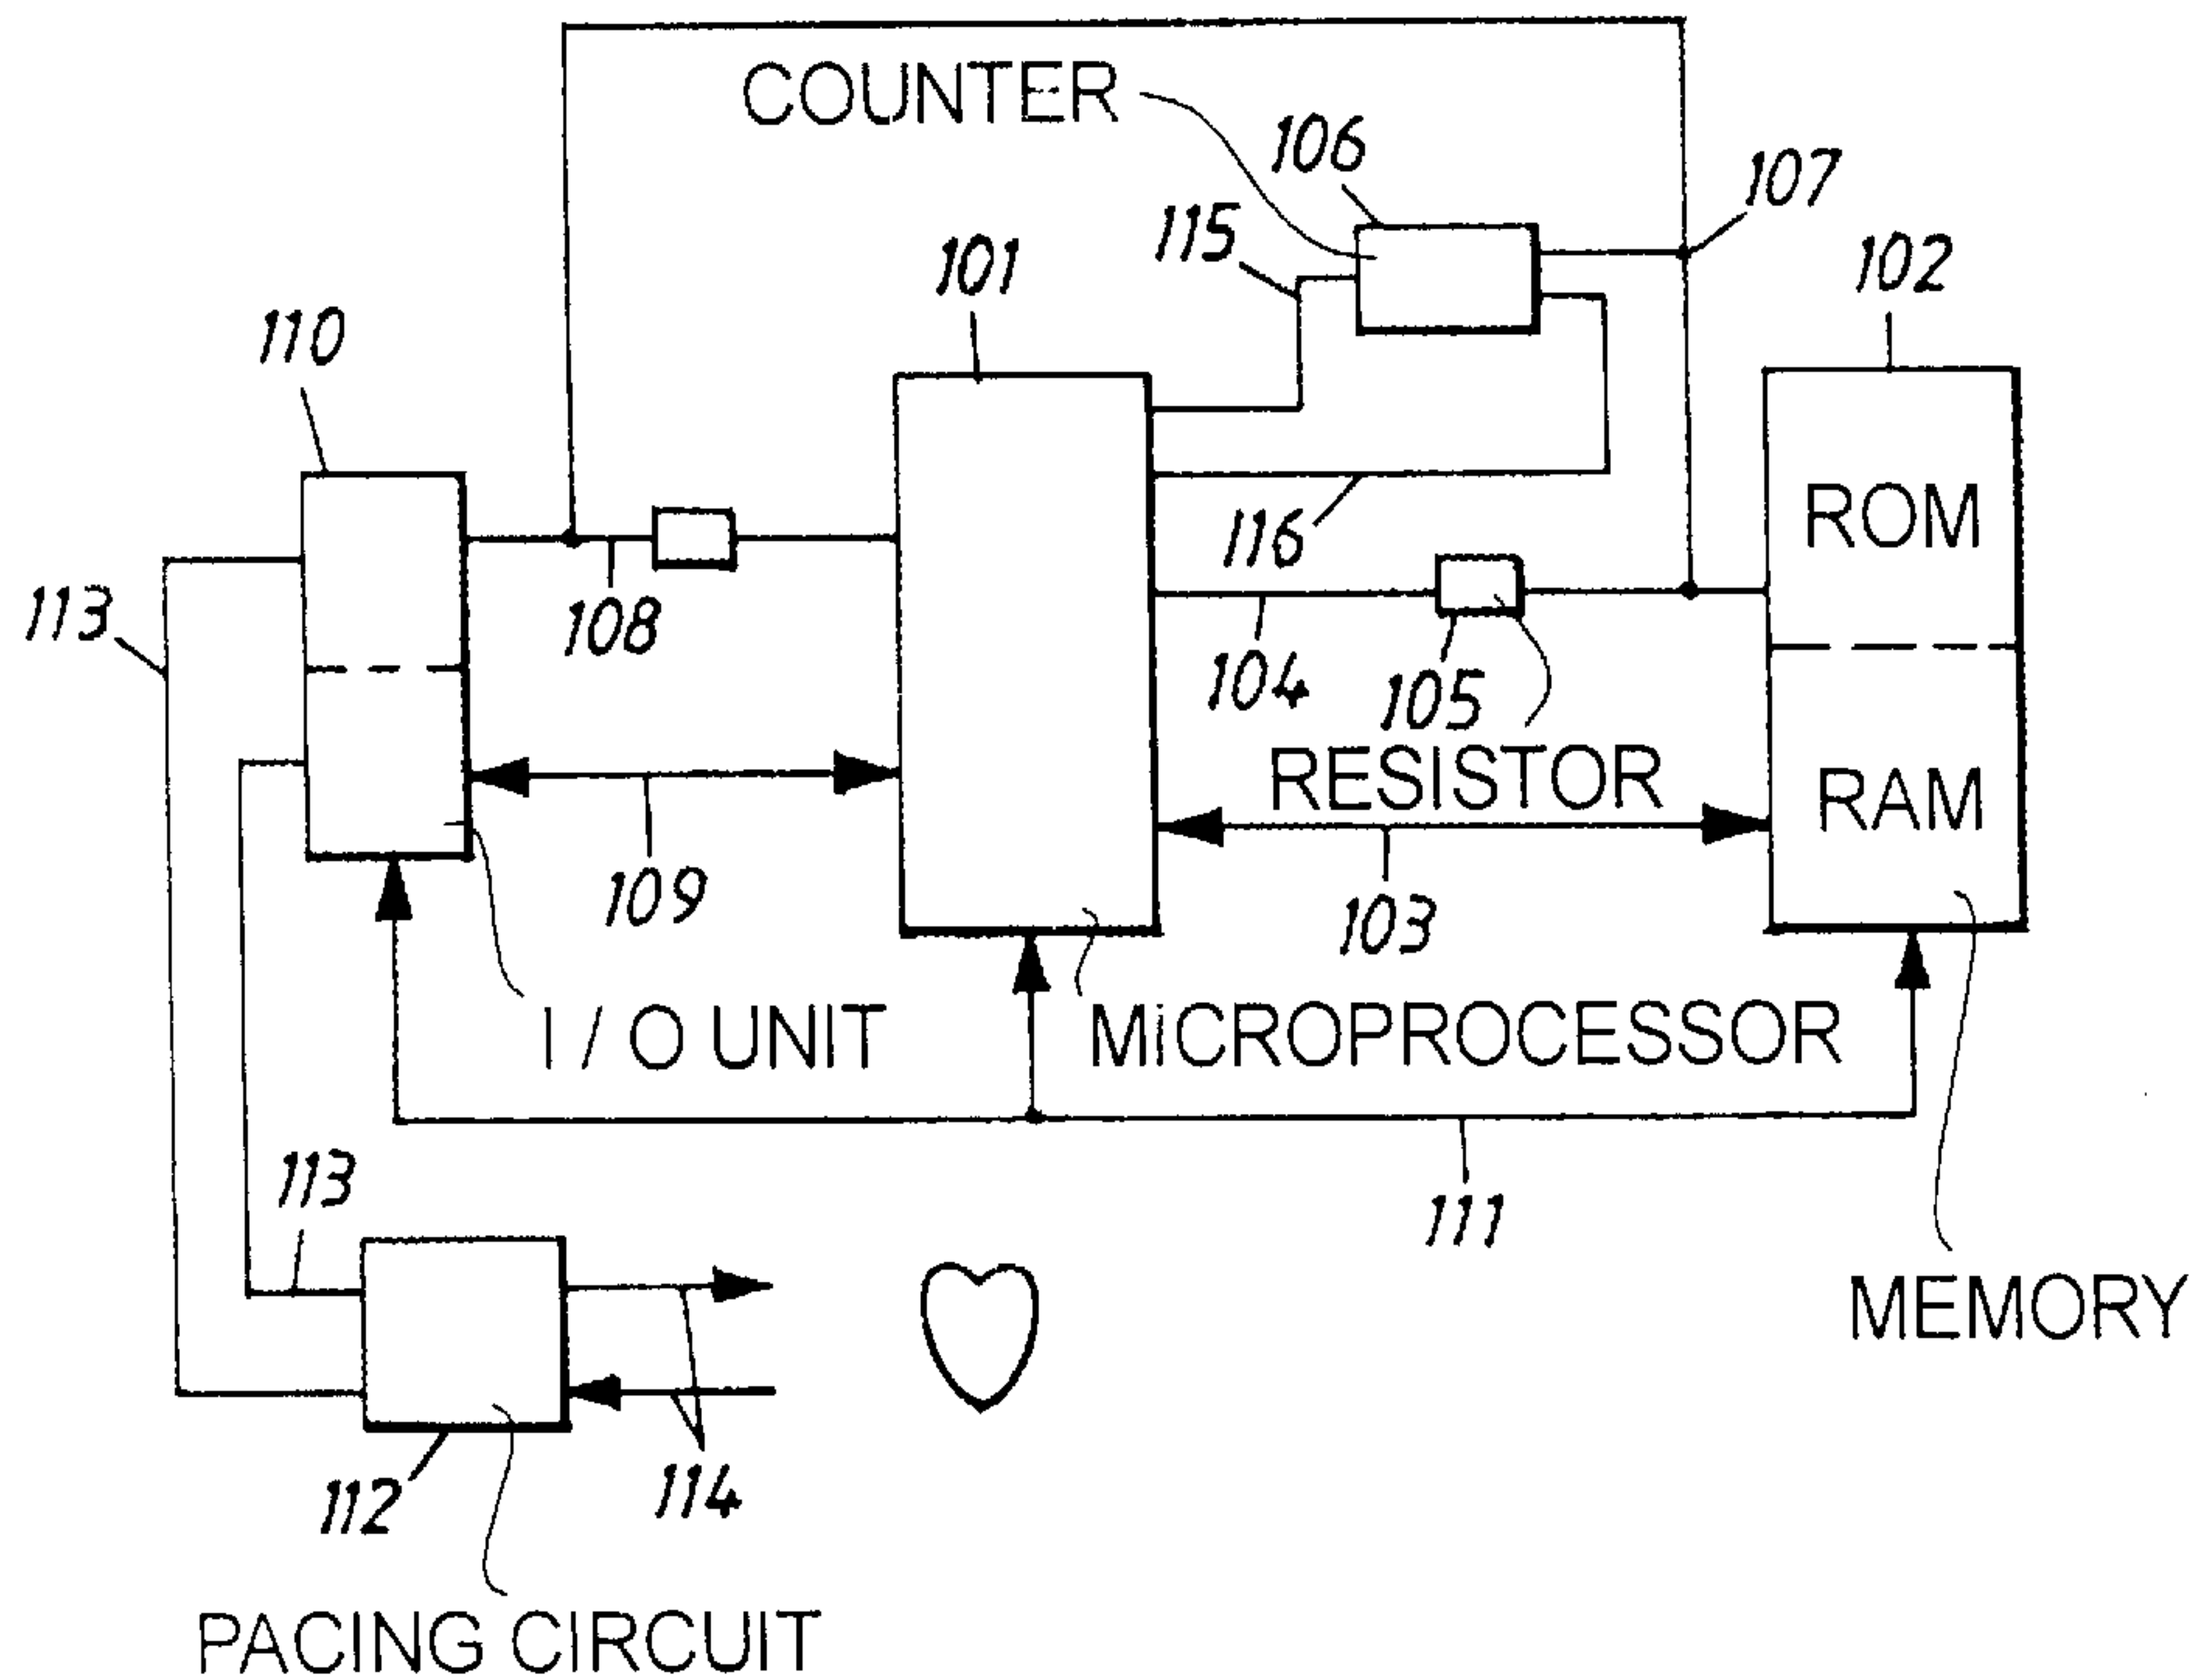 COUNTER
106
107
115
102
101
110
ROM
116
108
113
104
105
RESISTOR
RAM
109
103
I / O UNIT
MiCROPROCESSOR
113
111
MEMORY
112
114
PACING CIRCUIT